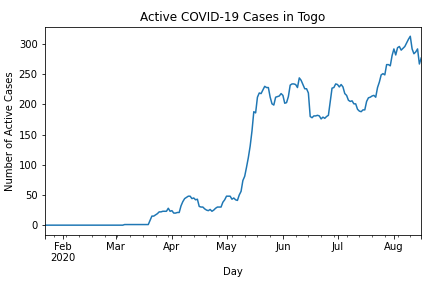 Active COVID-19 Cases in Togo
Number of Active Cases
300
250
200
150
100
50
0
Feb Mar Apr May Jun Jul Aug
2020
Day